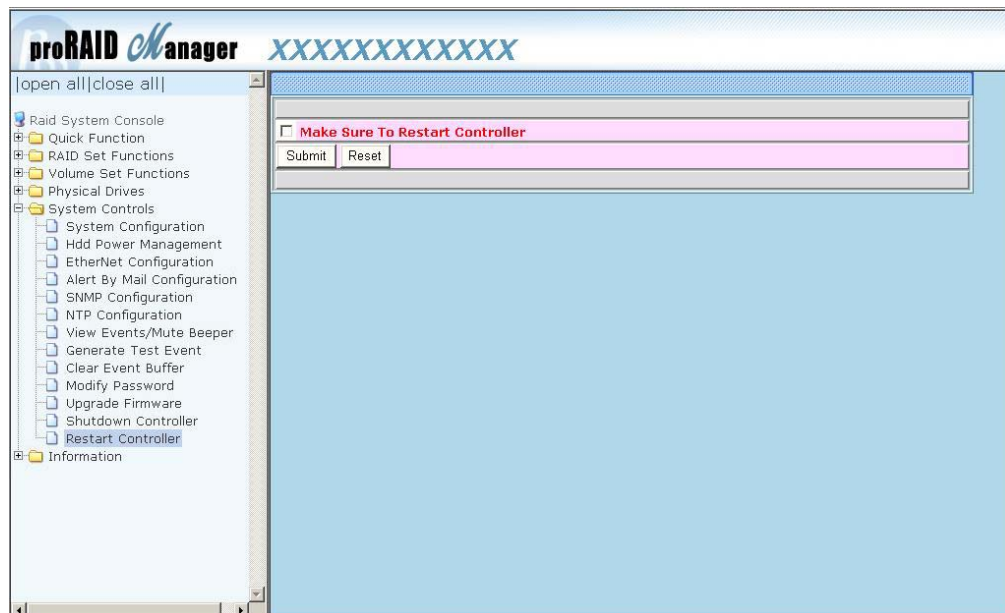 proRAID Manager XXXXXXXXXXXX
|open all|close all|
Raid System Console
Quick Function
RAID Set Functions
Volume Set Functions
Physical Drives
System Controls
System Configuration
Hdd Power Management
EtherNet Configuration
Alert By Mail Configuration
SNMP Configuration
NTP Configuration
View Events/Mute Beeper
Generate Test Event
Clear Event Buffer
Modify Password
Upgrade Firmware
Shutdown Controller
Restart Controller
Information
Make Sure To Restart Controller
Submit Reset